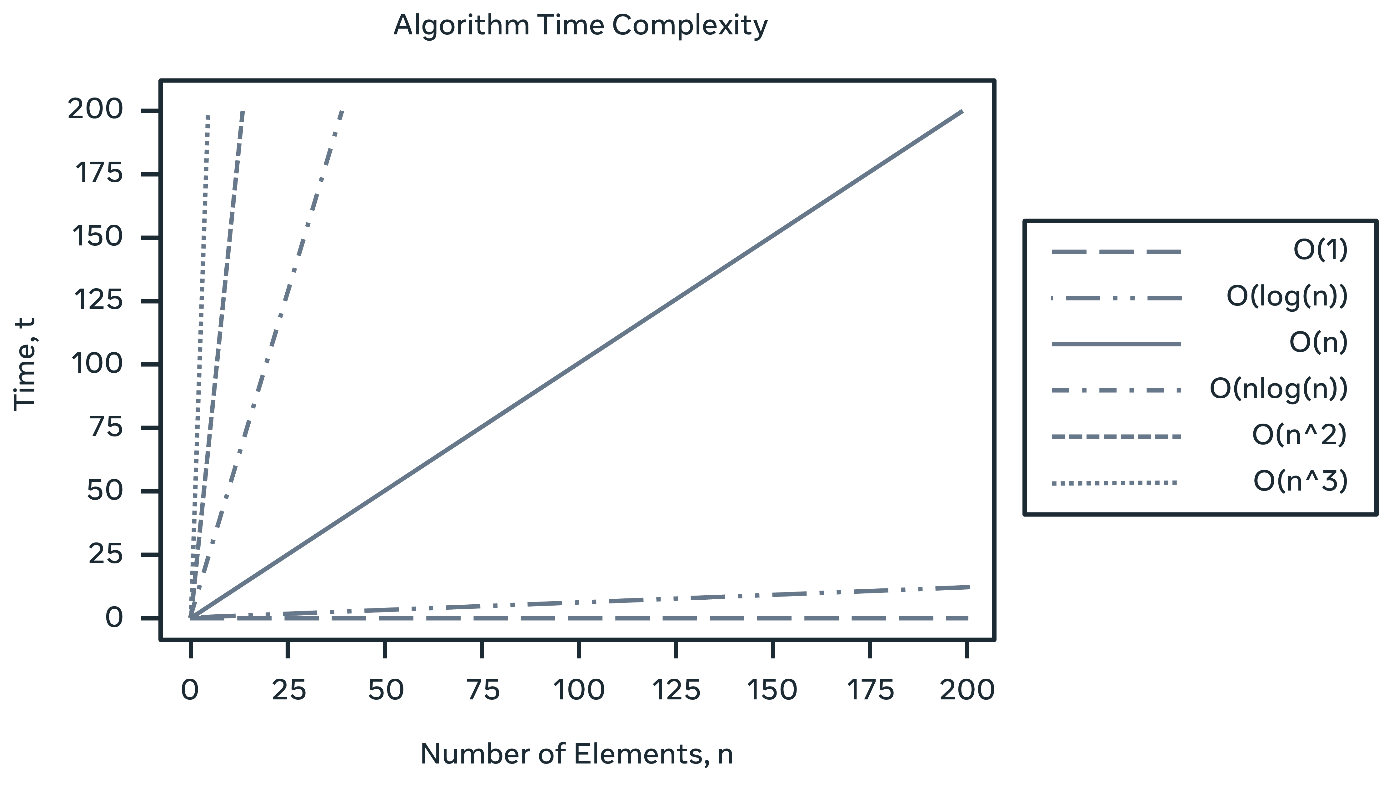 Algorithm Time Complexity
200
175
150
125
100
75
50
25
0
Time, t
0 25 50 75 100 125 150 175 200
Number of Elements, n
O(1)
O(log(n))
O(n)
O(nlog(n))
O(n^2)
O(n^3)